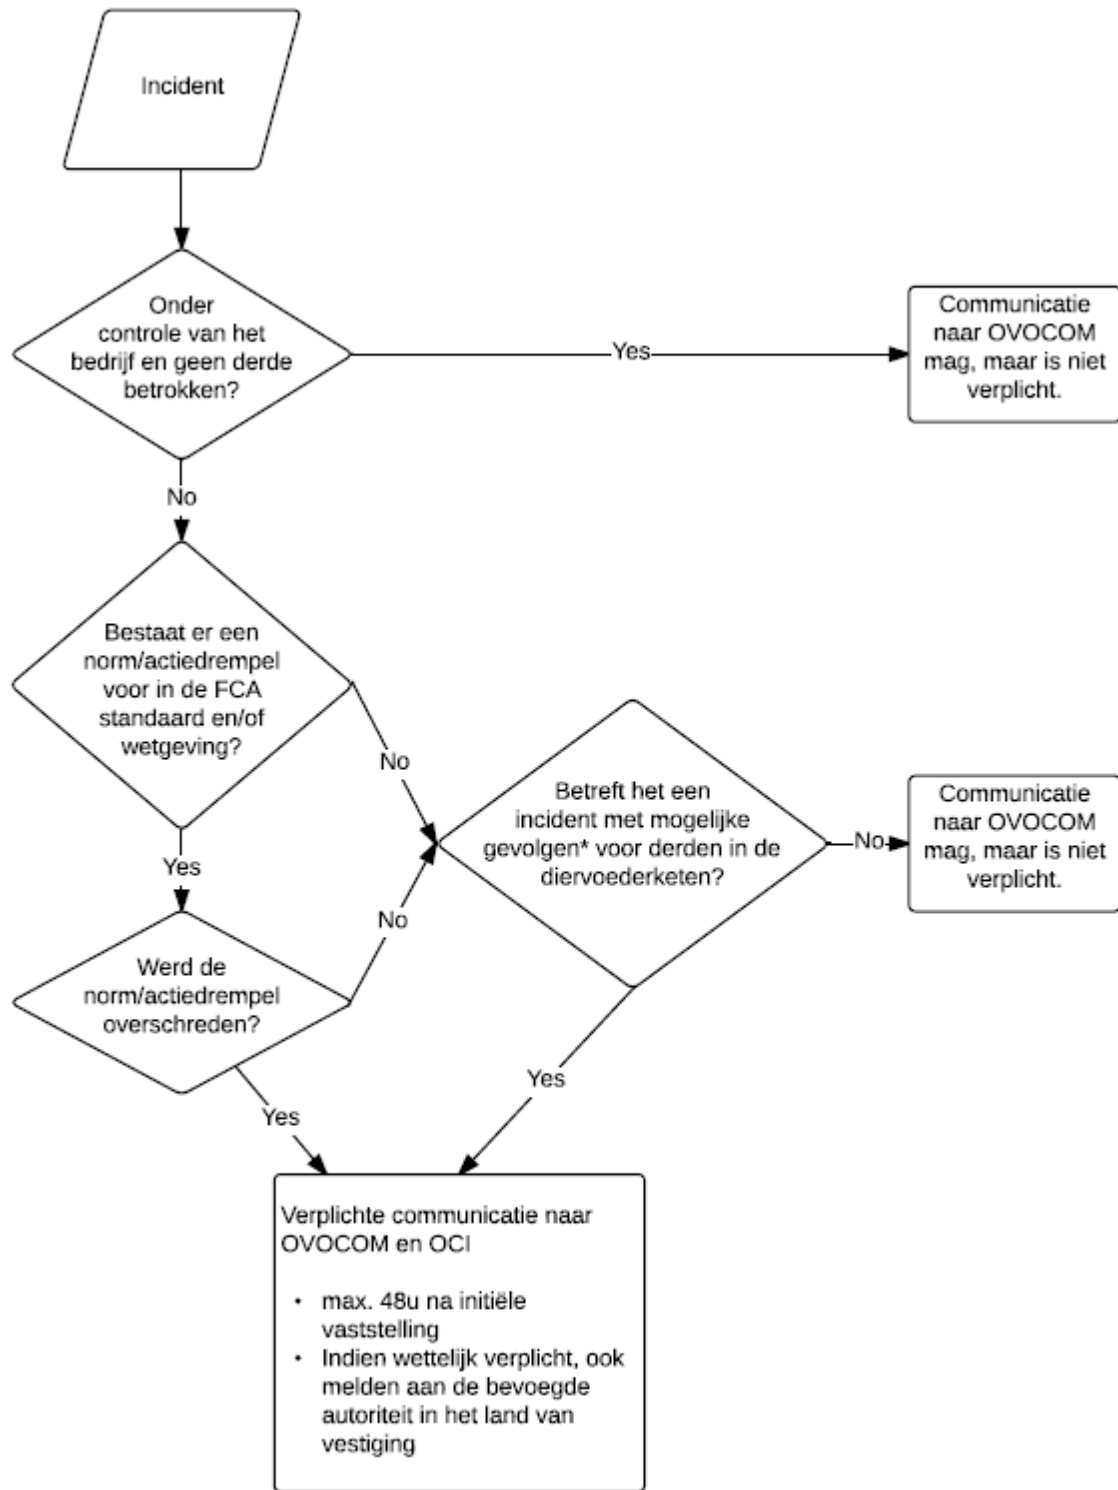 Incident
Onder
controle van het
bedrijf en geen derde
betrokken?
Yes
Communicatie
naar OVOCOM
mag, maar is niet
verplicht.
No
Bestaat er een
norm/actiedrempel
voor in de FCA
standaard en/of
wetgeving?
No
Betreft het een
incident met mogelijke
gevolgen* voor derden in de
diervoederketen?
No
Communicatie
naar OVOCOM
mag, maar is niet
verplicht.
Yes
No
Werd de
norm/actiedrempel
overschreden?
Yes
Yes
Verplichte communicatie naar
OVOCOM en OCI
• max. 48u na initiële
vaststelling
• Indien wettelijk verplicht, ook
melden aan de bevoegde
autoriteit in het land van
vestiging